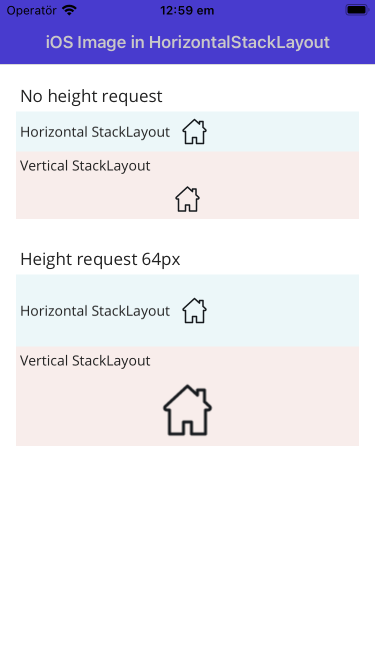 Operatör 12:59 em
iOS Image in HorizontalStackLayout
No height request
Horizontal StackLayout
Vertical StackLayout
Height request 64px
Horizontal StackLayout
Vertical StackLayout